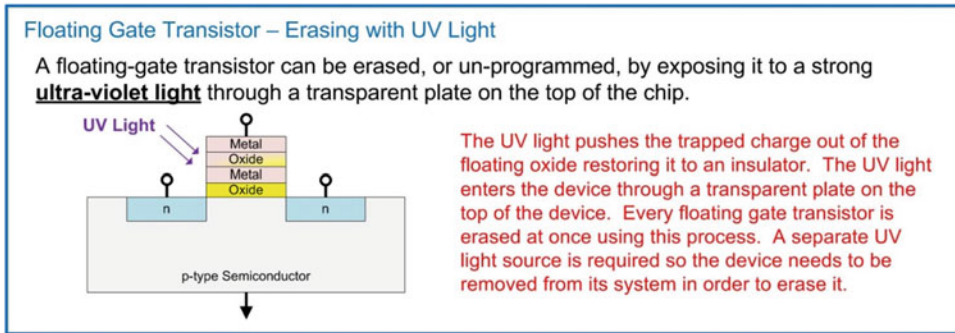 Floating Gate Transistor – Erasing with UV Light
A floating-gate transistor can be erased, or un-programmed, by exposing it to a strong
ultra-violet light through a transparent plate on the top of the chip.
UV Light
Metal
Oxide
Metal
Oxide
n
n
p-type Semiconductor
The UV light pushes the trapped charge out of the
floating oxide restoring it to an insulator. The UV light
enters the device through a transparent plate on the
top of the device. Every floating gate transistor is
erased at once using this process. A separate UV
light source is required so the device needs to be
removed from its system in order to erase it.